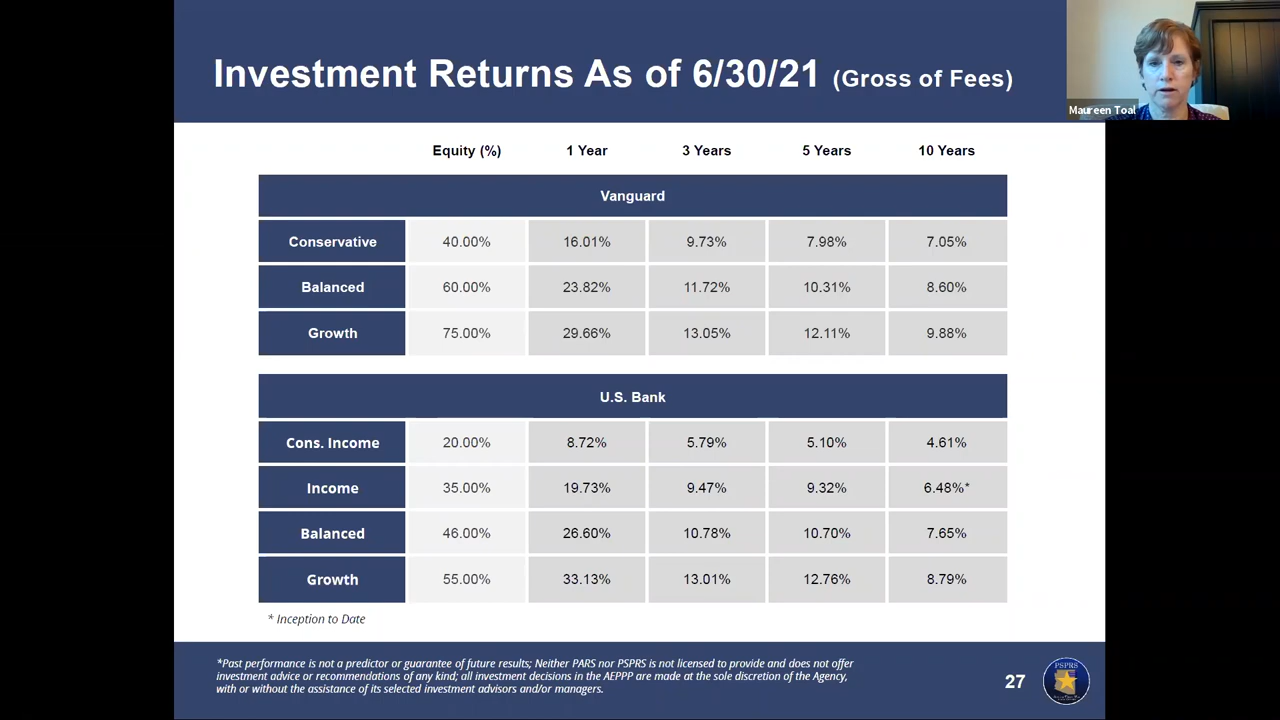 Investment Returns As of 6/30/21 (Gross of Fees)
Maureen Toal
Equity (%) 1 Year 3 Years 5 Years 10 Years
Vanguard
Conservative 40.00% 16.01% 9.73% 7.98% 7.05%
Balanced 60.00% 23.82% 11.72% 10.31% 8.60%
Growth 75.00% 29.66% 13.05% 12.11% 9.88%
U.S. Bank
Cons. Income 20.00% 8.72% 5.79% 5.10% 4.61%
Income 35.00% 19.73% 9.47% 9.32% 6.48%*
Balanced 46.00% 26.60% 10.78% 10.70% 7.65%
Growth 55.00% 33.13% 13.01% 12.76% 8.79%
* Inception to Date
*Past performance is not a predictor or guarantee of future results; Neither PARS nor PSPRS is not licensed to provide and does not offer
investment advice or recommendations of any kind; all investment decisions in the AEPPP are made at the sole discretion of the Agency,
with or without the assistance of its selected investment advisors and/or managers.
27
PSPRS